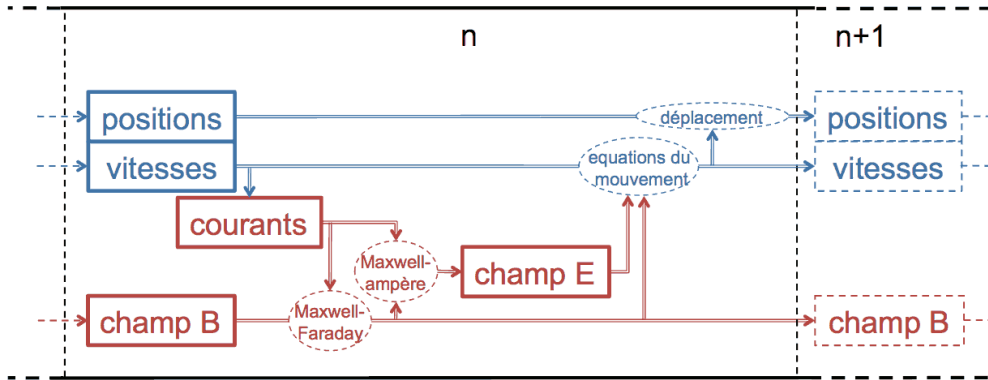 n
n+1
positions
déplacement
positions
vitesses
equations du
mouvement
vitesses
courants
Maxwell-
ampère
champ E
champ B
Maxwell-
Faraday
champ B